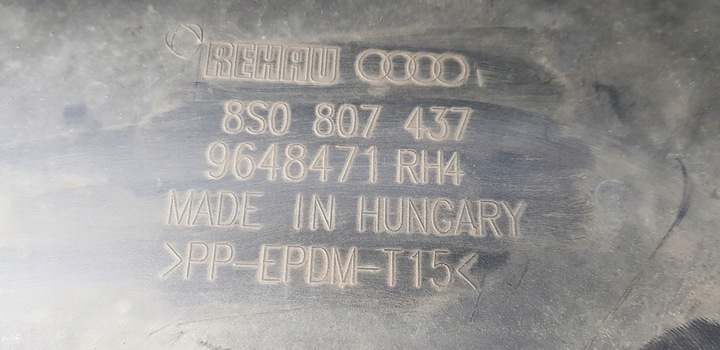 REHAU
8S0 807 437
9648471 RH4
MADE IN HUNGARY
>PP-EPDM-T15<